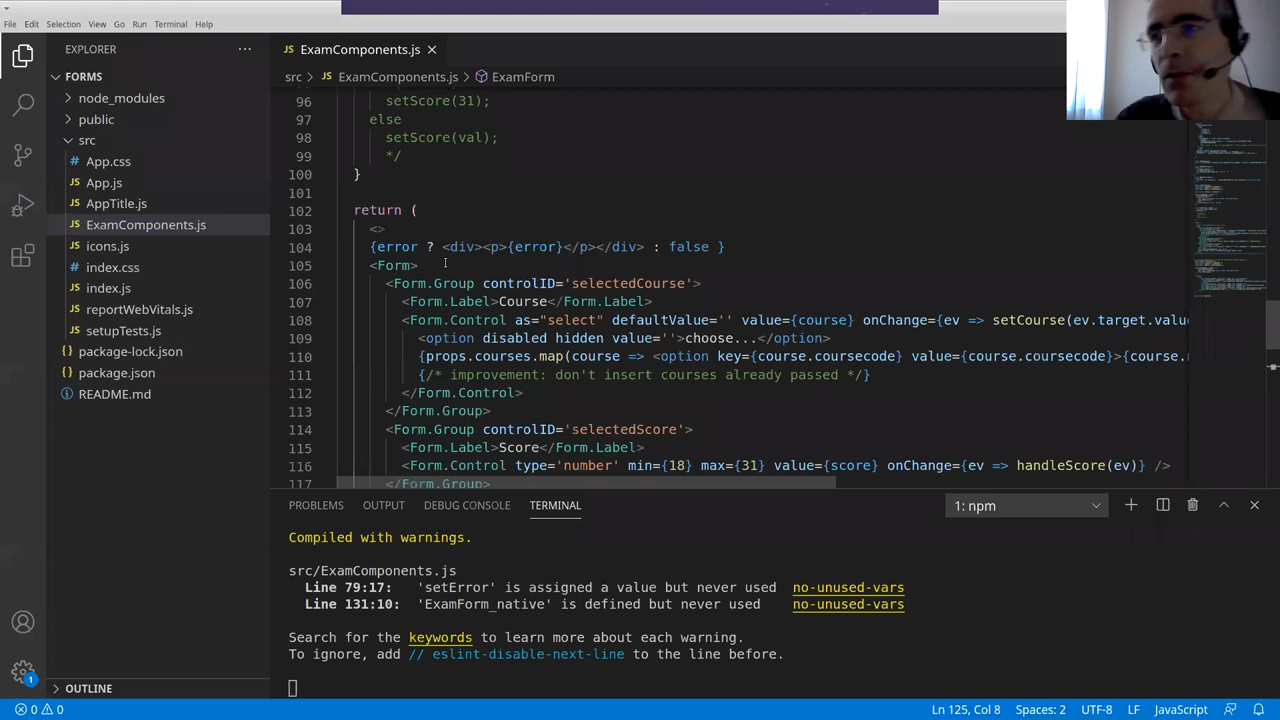 File Edit Selection View Go Run Terminal Help
EXPLORER
ExamComponents.js
FORMS
src > ExamComponents.js > ExamForm
node_modules
public
src
App.css
App.js
AppTitle.js
ExamComponents.js
icons.js
index.css
index.js
reportWebVitals.js
setupTests.js
package-lock.json
package.json
README.md
OUTLINE
96 setScore(31);
97 else
98 setScore(val);
99 */
100 }
101
102 return (
103 <>
104 {error ? <div><p>{error}</p></div> : false }
105 <Form>
106 <Form.Group controlID='selectedCourse'>
107 <Form.Label>Course</Form.Label>
108 <Form.Control as="select" defaultValue='' value={course} onChange={ev => setCourse(ev.target.value
109 <option disabled hidden value=''>choose...</option>
110 {props.courses.map(course => <option key={course.coursecode} value={course.coursecode}>{course.
111 {/* improvement: don't insert courses already passed */}
112 </Form.Control>
113 </Form.Group>
114 <Form.Group controlID='selectedScore'>
115 <Form.Label>Score</Form.Label>
116 <Form.Control type='number' min={18} max={31} value={score} onChange={ev => handleScore(ev)} />
117 </Form.Group>
PROBLEMS OUTPUT DEBUG CONSOLE TERMINAL 1: npm
Compiled with warnings.
src/ExamComponents.js
Line 79:17: 'setError' is assigned a value but never used no-unused-vars
Line 131:10: 'ExamForm_native' is defined but never used no-unused-vars
Search for the keywords to learn more about each warning.
To ignore, add // eslint-disable-next-line to the line before.
1
0 0 Ln 125, Col 8 Spaces: 2 UTF-8 LF JavaScript